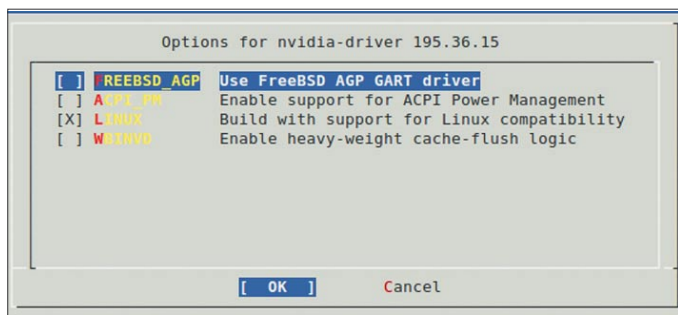 Options for nvidia-driver 195.36.15
[ ] FREEBSD_AGP Use FreeBSD AGP GART driver
[ ] ACPI_PM Enable support for ACPI Power Management
[X] LINUX Build with support for Linux compatibility
[ ] WBINVD Enable heavy-weight cache-flush logic
[ OK ] Cancel